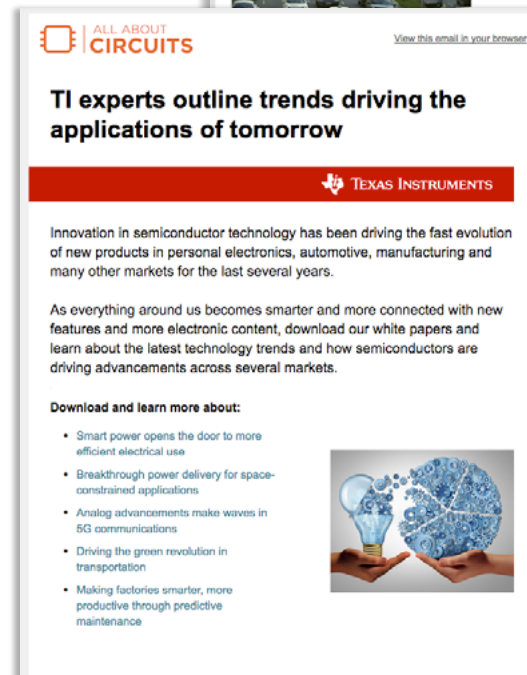 ALL ABOUT
CIRCUITS
View this email in your browser
TI experts outline trends driving the
applications of tomorrow
TEXAS INSTRUMENTS
Innovation in semiconductor technology has been driving the fast evolution
of new products in personal electronics, automotive, manufacturing and
many other markets for the last several years.
As everything around us becomes smarter and more connected with new
features and more electronic content, download our white papers and
learn about the latest technology trends and how semiconductors are
driving advancements across several markets.
Download and learn more about:
• Smart power opens the door to more
efficient electrical use
• Breakthrough power delivery for space-
constrained applications
• Analog advancements make waves in
5G communications
• Driving the green revolution in
transportation
• Making factories smarter, more
productive through predictive
maintenance